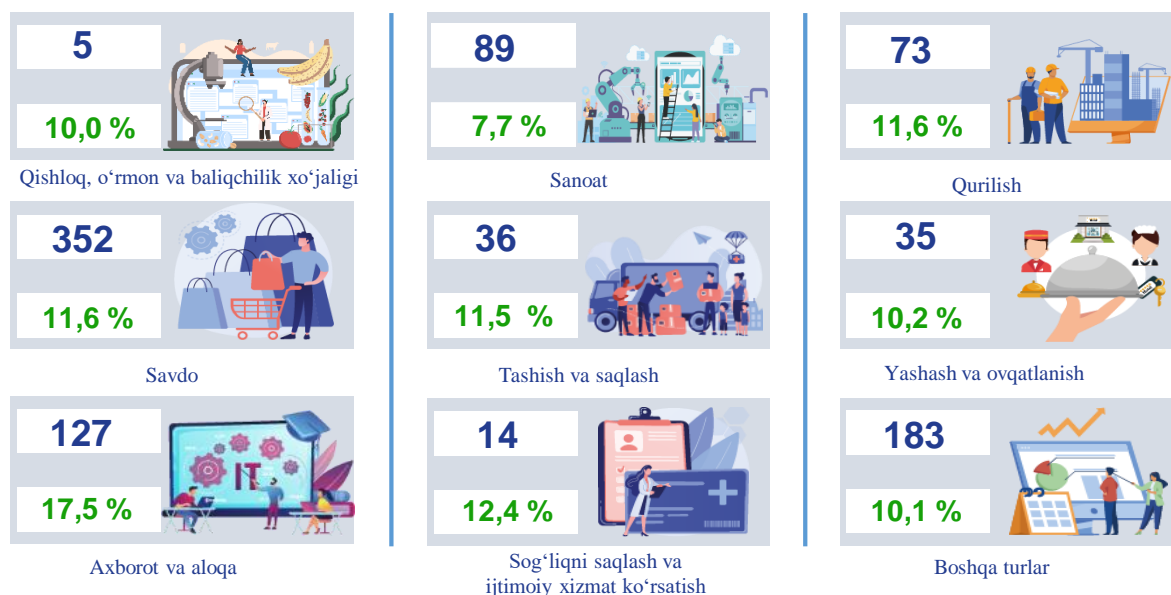 5
10,0 %
Qishloq, o‘rmon va baliqchilik xo‘jaligi
89
7,7 %
Sanoat
73
11,6 %
Qurilish
352
11,6 %
Savdo
36
11,5 %
Tashish va saqlash
35
10,2 %
Yashash va ovqatlanish
127
17,5 %
IT
Axborot va aloqa
14
12,4 %
Sog‘liqni saqlash va
ijtimoiy xizmat ko‘rsatish
183
10,1 %
Boshqa turlar